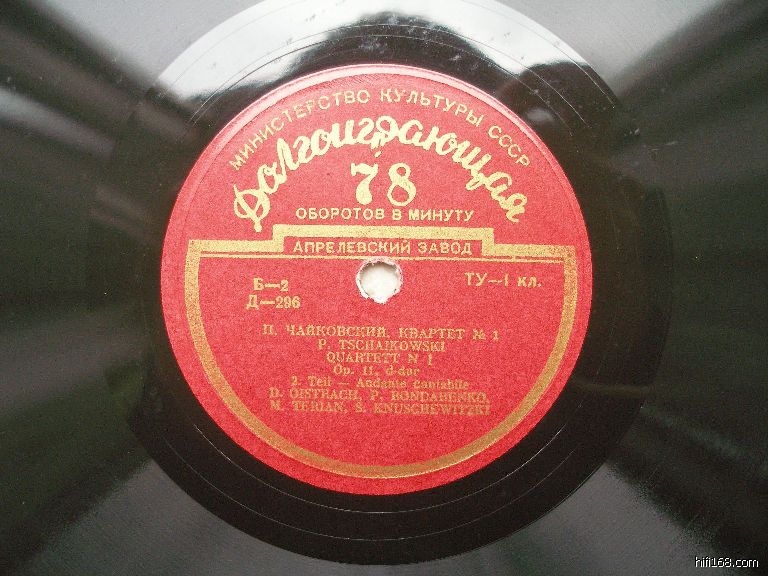 МИНИСТЕРСТВО КУЛЬТУРЫ СССР
Долгоиграющая
78
ОБОРОТОВ В МИНУТУ
АПРЕЛЕВСКИЙ ЗАВОД
Б—2
ТУ—1 кл.
Д—296
П. ЧАЙКОВСКИЙ, КВАРТЕТ № 1
P. TSCHAIKOWSKI
QUARTETT N 1
Op. 11, d-dur
2. Teil — Andante Cantabile
D. OISTRACH, P. BONDARENKO,
M. TERIAN, S. KNUSCHEWITZKI
hifi168.com